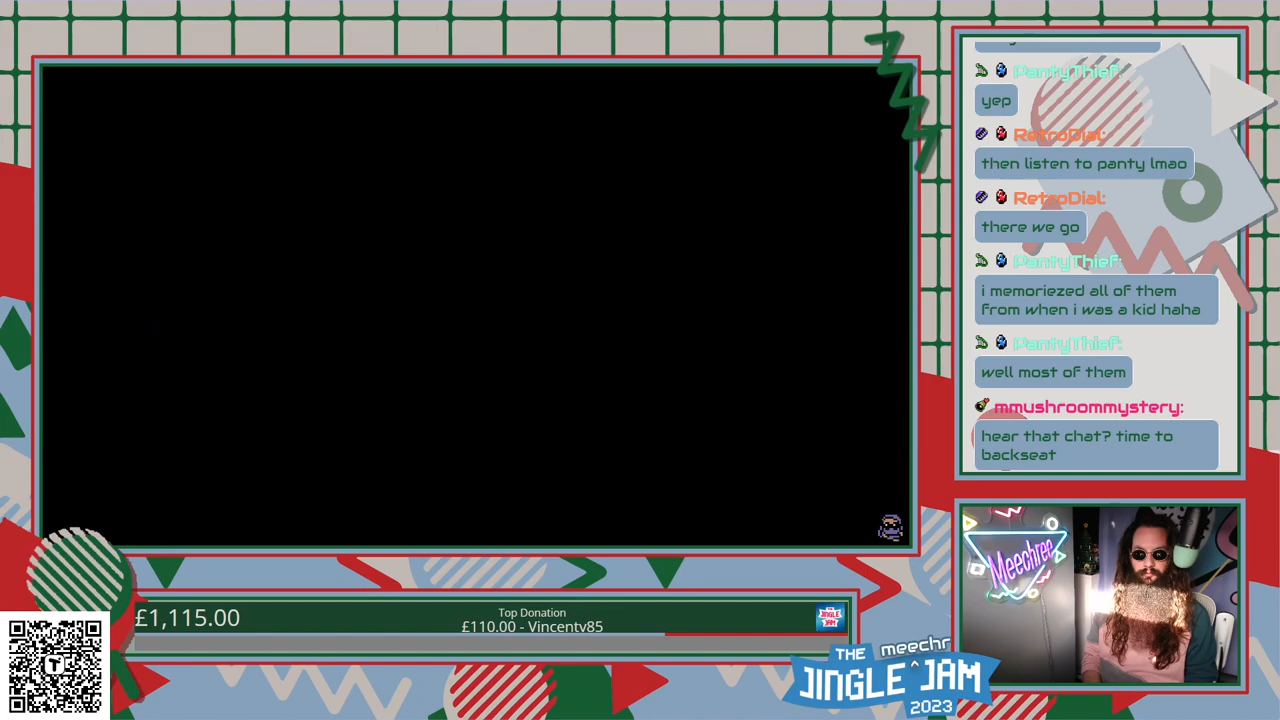 PantyThief:
yep
RetroDial:
then listen to panty lmao
RetroDial:
there we go
PantyThief:
i memoriezed all of them
from when i was a kid haha
PantyThief:
well most of them
mmushroommystery:
hear that chat? time to
backseat
Meechree
£1,115.00
Top Donation
£110.00 - Vincentv85
JINGLE
JAM
THE meechr
JINGLE JAM
2023
T